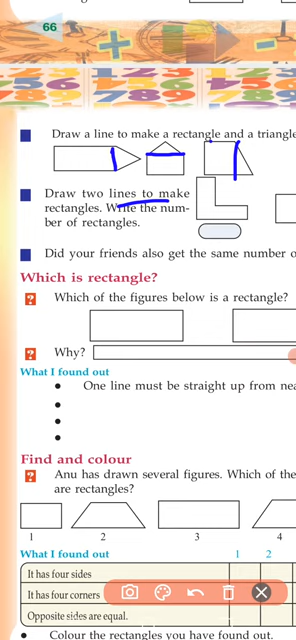 66
Draw a line to make a rectangle and a triangle
Draw two lines to make
rectangles. Write the num-
ber of rectangles.
Did your friends also get the same number o
Which is rectangle?
? Which of the figures below is a rectangle?
? Why?
What I found out
• One line must be straight up from nea
•
•
•
Find and colour
? Anu has drawn several figures. Which of the
are rectangles?
1 2 3 4
What I found out 1 2
It has four sides
It has four corners
Opposite sides are equal.
• Colour the rectangles you have found out.